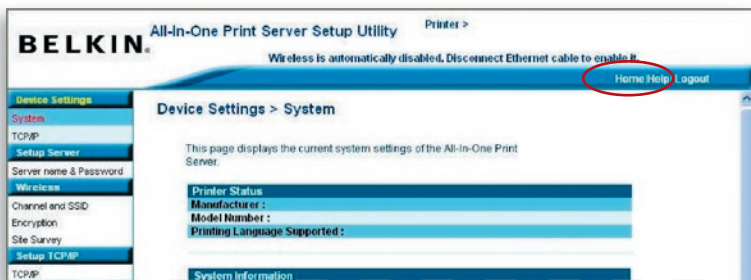 BELKIN.
All-In-One Print Server Setup Utility
Printer >
Wireless is automatically disabled. Disconnect Ethernet cable to enable it.
Home Help Logout
Device Settings
System
TCP/IP
Setup Server
Server name & Password
Wireless
Channel and SSID
Encryption
Site Survey
Setup TCP/IP
TCP/IP
Device Settings > System
This page displays the current system settings of the All-In-One Print
Server.
Printer Status
Manufacturer :
Model Number :
Printing Language Supported :
System Information